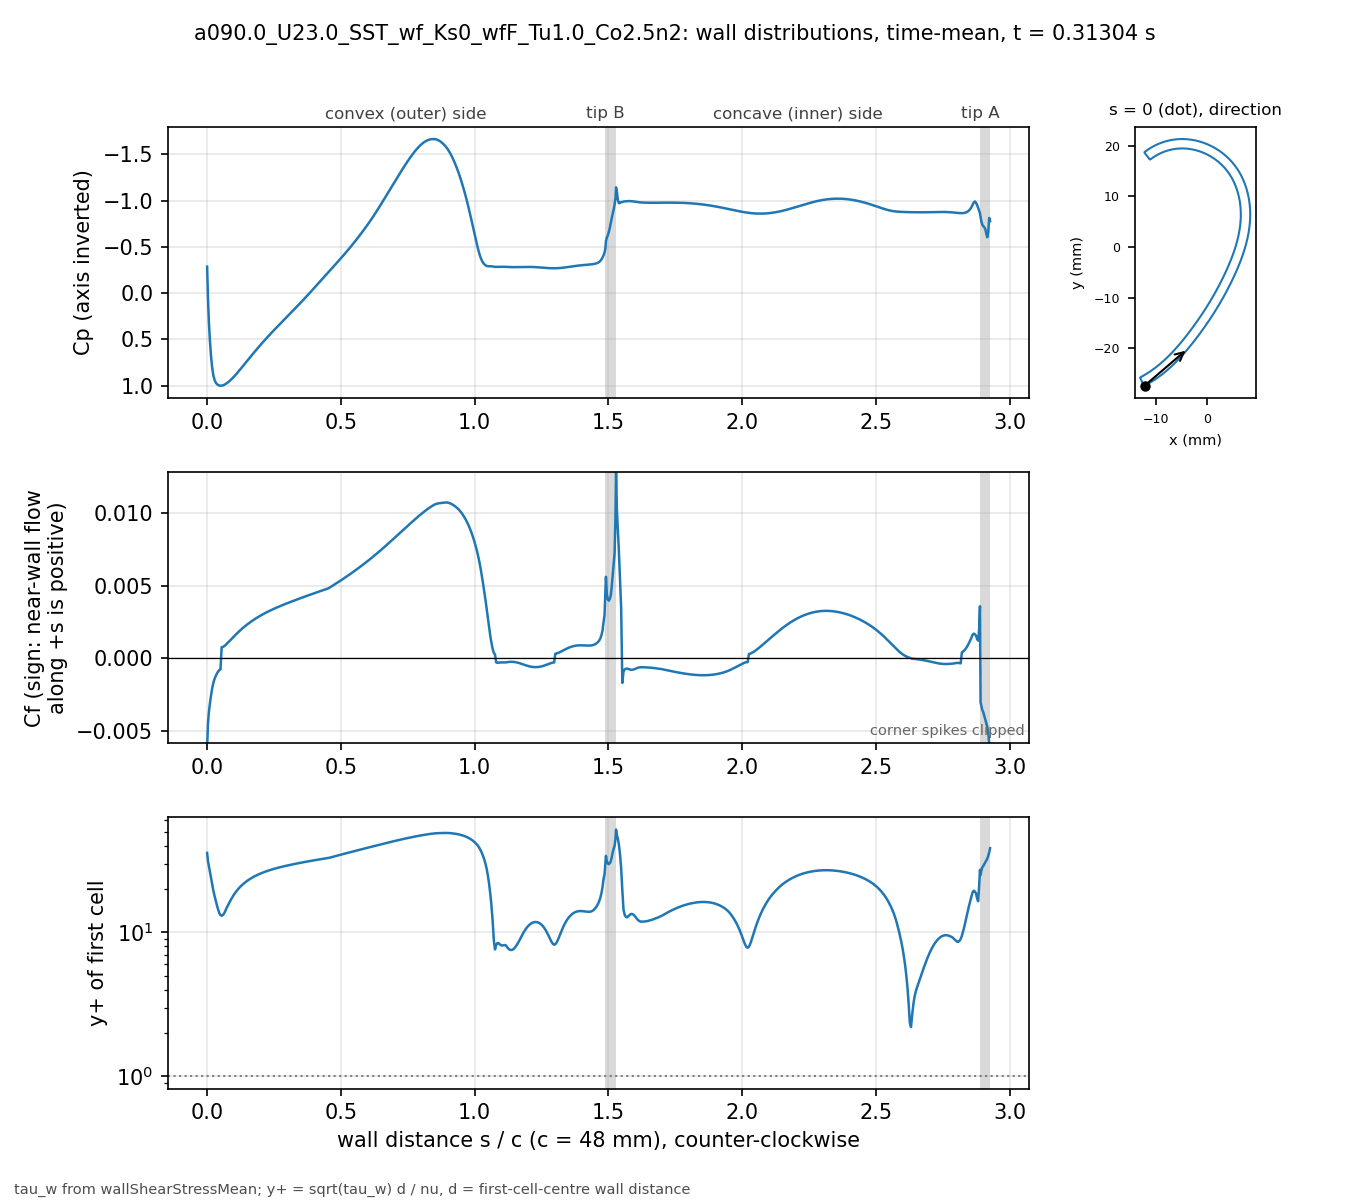 a090.0_U23.0_SST_wf_Ks0_wfF_Tu1.0_Co2.5n2: wall distributions, time-mean, t = 0.31304 s
convex (outer) side
tip B
concave (inner) side
tip A
s = 0 (dot), direction
Cp (axis inverted)
−1.5
−1.0
−0.5
0.0
0.5
1.0
0.0 0.5 1.0 1.5 2.0 2.5 3.0
y (mm)
20
10
0
−10
−20
−10 0
x (mm)
Cf (sign: near-wall flow
along +s is positive)
0.010
0.005
0.000
−0.005
corner spikes clipped
0.0 0.5 1.0 1.5 2.0 2.5 3.0
y+ of first cell
10¹
10⁰
0.0 0.5 1.0 1.5 2.0 2.5 3.0
wall distance s / c (c = 48 mm), counter-clockwise
tau_w from wallShearStressMean; y+ = sqrt(tau_w) d / nu, d = first-cell-centre wall distance